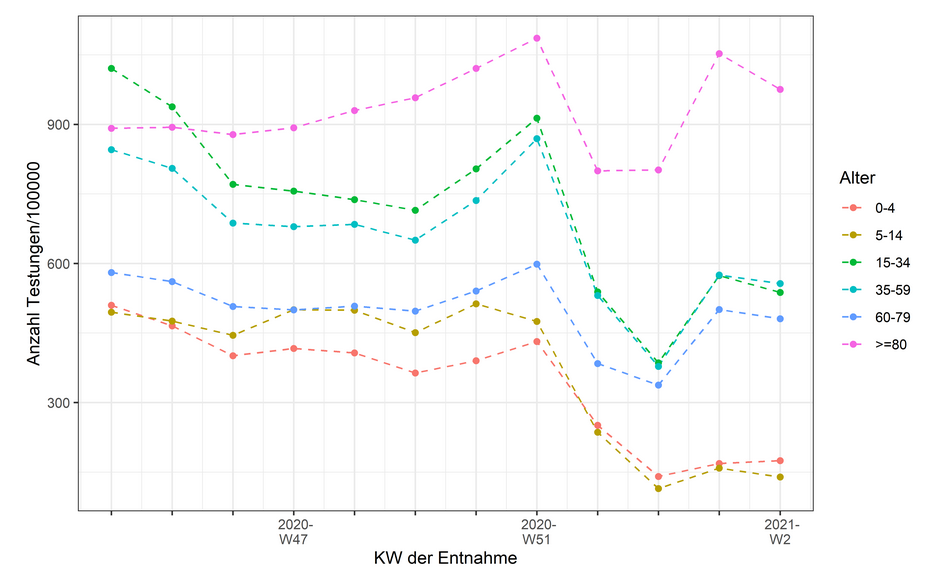 Anzahl Testungen/100000
900
600
300
2020-
W47
2020-
W51
2021-
W2
KW der Entnahme
Alter
0-4
5-14
15-34
35-59
60-79
>=80